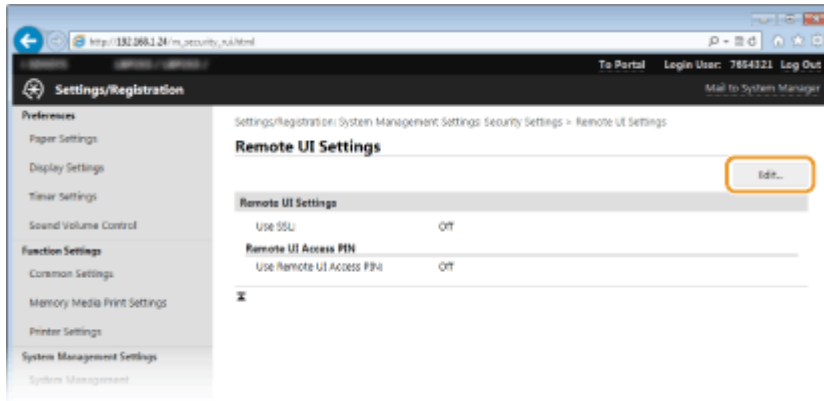 http://192.168.1.24/m_security_rui.html
To Portal Login User: 7654321 Log Out
Settings/Registration
Mail to System Manager
Preferences
Paper Settings
Display Settings
Timer Settings
Sound Volume Control
Function Settings
Common Settings
Memory Media Print Settings
Printer Settings
System Management Settings
System Management
Settings/Registration: System Management Settings: Security Settings > Remote UI Settings
Remote UI Settings
Edit...
Remote UI Settings
Use SSL: Off
Remote UI Access PIN
Use Remote UI Access PIN: Off